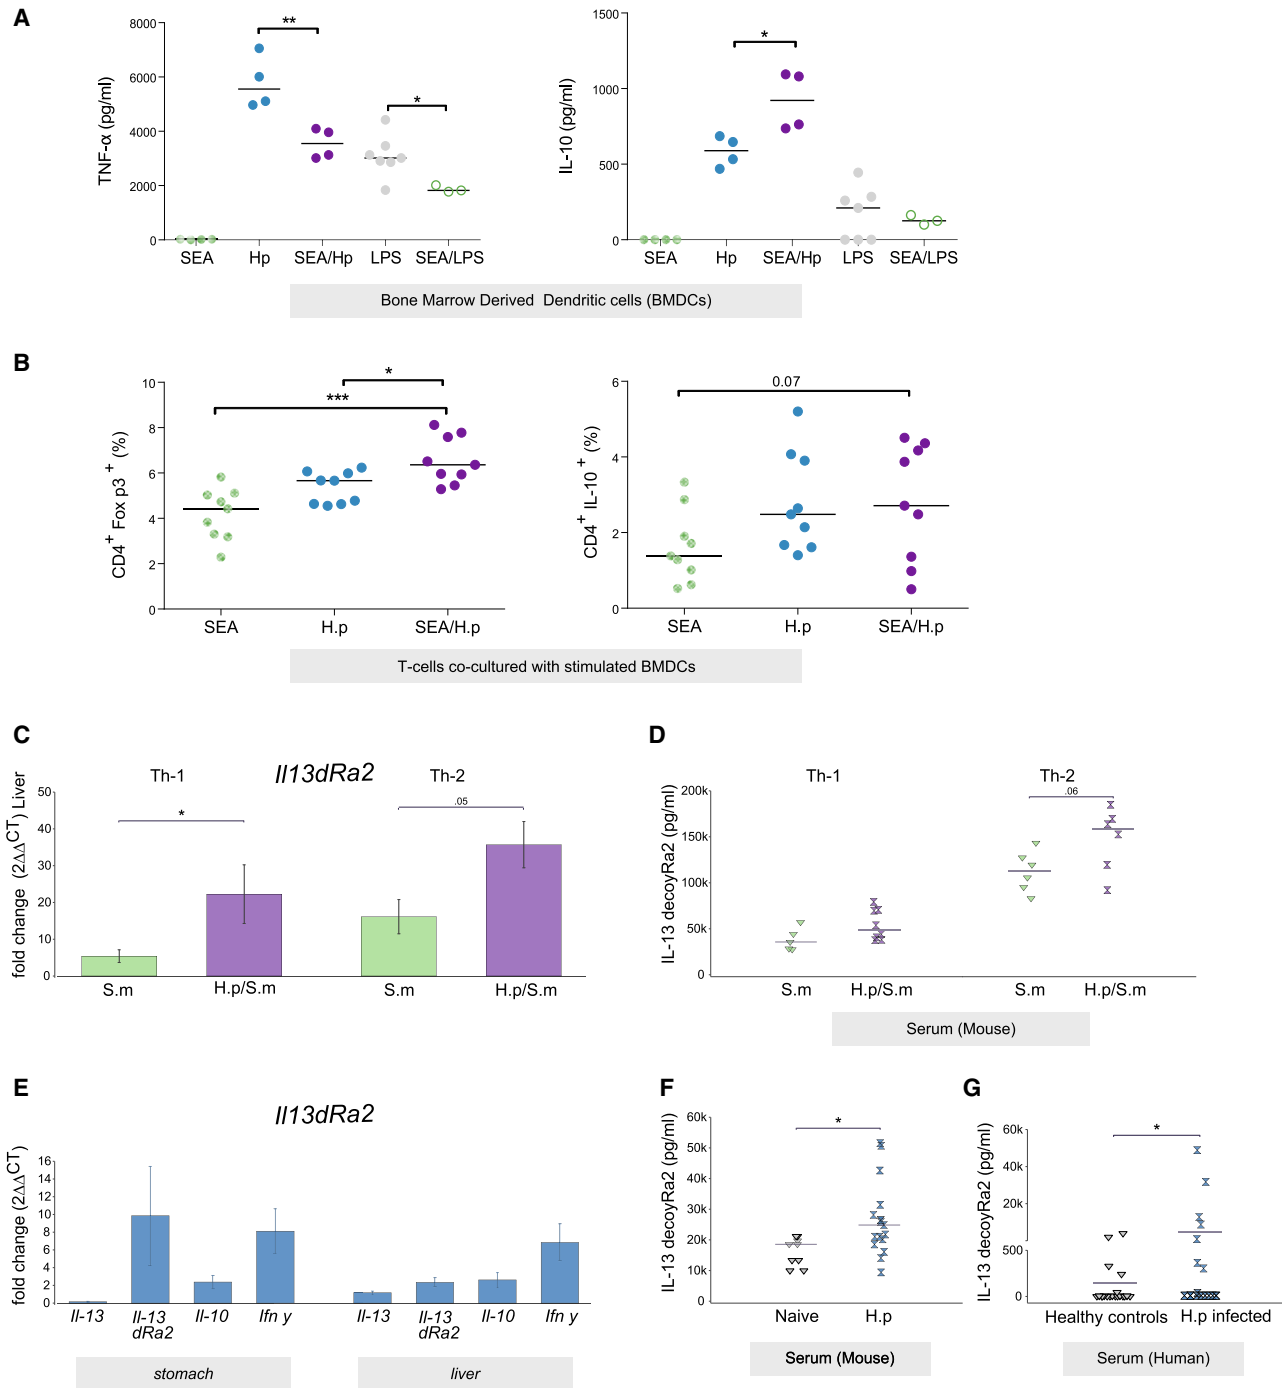 A
TNF-α (pg/ml)
8000
6000
4000
2000
0
**
*
SEA Hp SEA/Hp LPS SEA/LPS
IL-10 (pg/ml)
1500
1000
500
0
*
SEA Hp SEA/Hp LPS SEA/LPS
Bone Marrow Derived Dendritic cells (BMDCs)
B
CD4+ Fox p3 + (%)
10
8
6
4
2
0
*
***
SEA H.p SEA/H.p
CD4+ IL-10 + (%)
6
4
2
0
0.07
SEA H.p SEA/H.p
T-cells co-cultured with stimulated BMDCs
C
Il13dRa2
Th-1 Th-2
fold change (2ΔΔCT) Liver
50
40
30
20
10
0
*
.05
S.m H.p/S.m S.m H.p/S.m
D
Th-1 Th-2
IL-13 decoyRa2 (pg/ml)
200k
150k
100k
50k
0
.06
S.m H.p/S.m S.m H.p/S.m
Serum (Mouse)
E
Il13dRa2
fold change (2ΔΔCT)
16
14
12
10
8
6
4
2
0
Il-13 Il-13 dRa2 Il-10 Ifn y
Il-13 Il-13 dRa2 Il-10 Ifn y
stomach liver
F
IL-13 decoyRa2 (pg/ml)
60k
50k
40k
30k
20k
10k
0
*
Naive H.p
Serum (Mouse)
G
IL-13 decoyRa2 (pg/ml)
60k
40k
20k
500
0
*
Healthy controls H.p infected
Serum (Human)